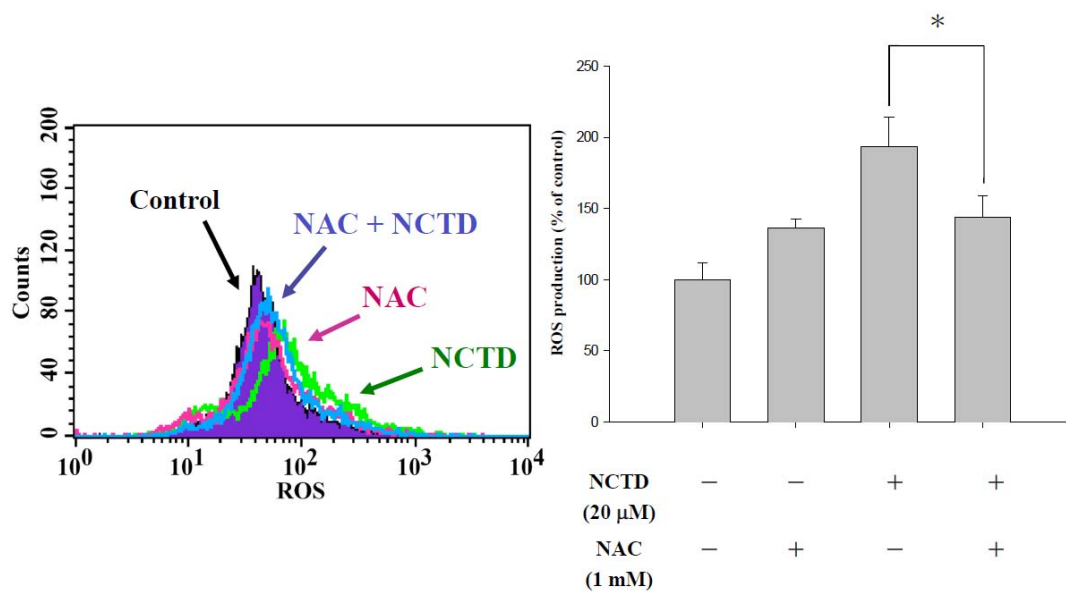 200
160
120
80
40
0
Counts
Control
NAC + NCTD
NAC
NCTD
10^0 10^1 10^2 10^3 10^4
ROS
*
250
200
150
100
50
0
ROS production (% of control)
NCTD − − + +
(20 μM)
NAC − + − +
(1 mM)